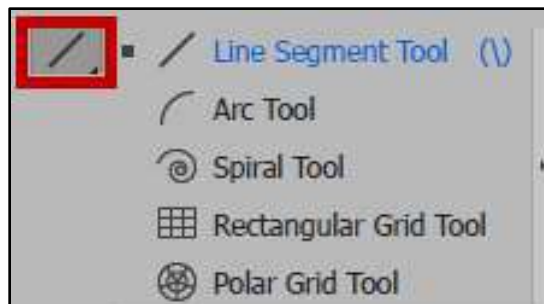 Line Segment Tool (\)
Arc Tool
Spiral Tool
Rectangular Grid Tool
Polar Grid Tool